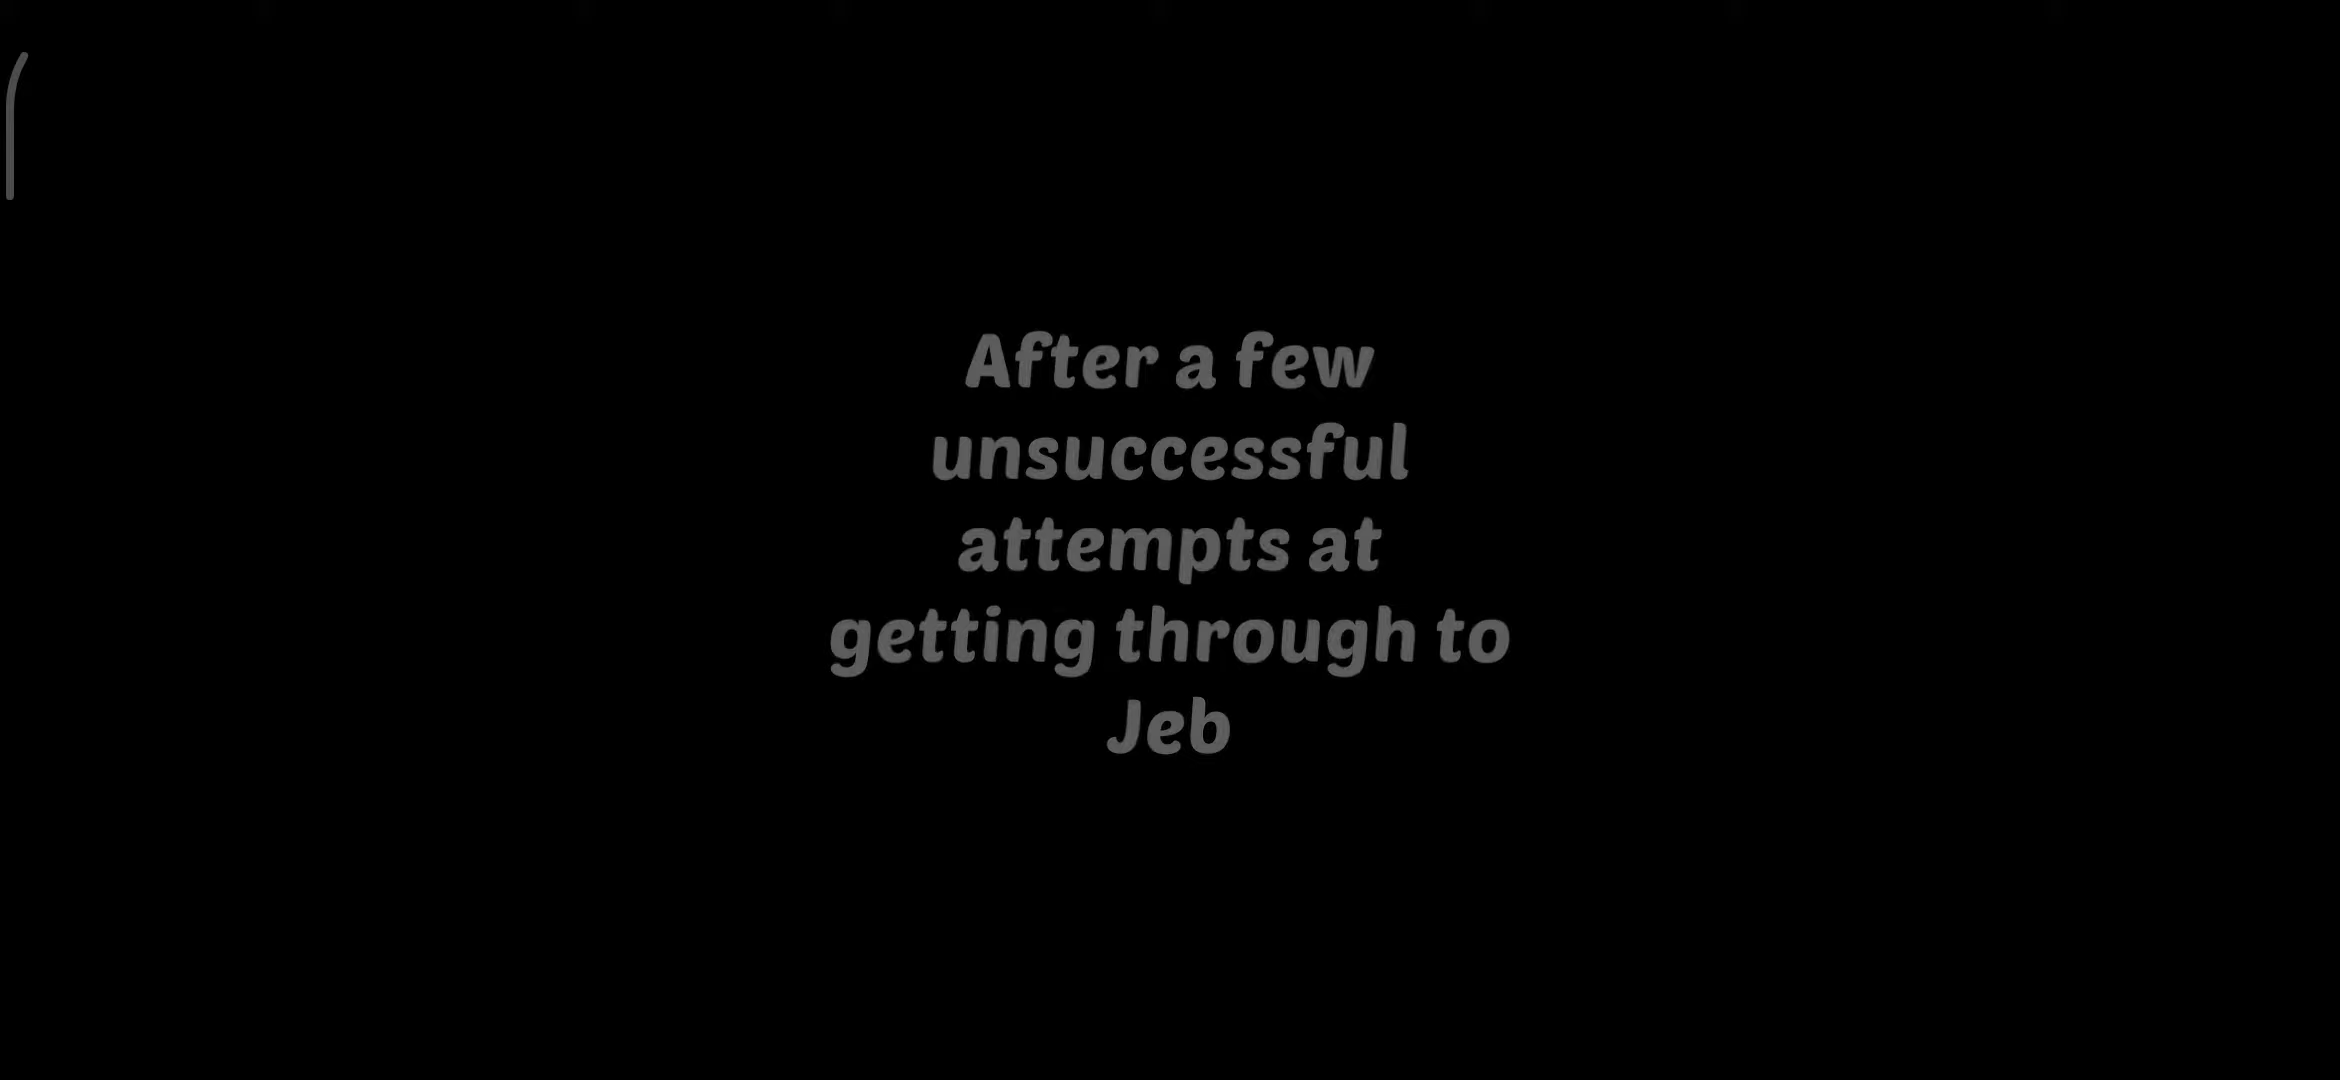 After a few
unsuccessful
attempts at
getting through to
Jeb